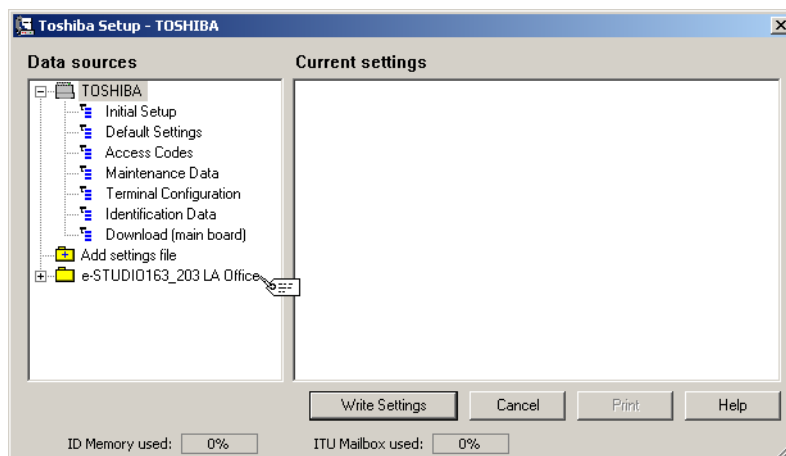 Toshiba Setup - TOSHIBA
Data sources
Current settings
TOSHIBA
Initial Setup
Default Settings
Access Codes
Maintenance Data
Terminal Configuration
Identification Data
Download (main board)
Add settings file
e-STUDIO163_203 LA Office
Write Settings
Cancel
Print
Help
ID Memory used: 0%
ITU Mailbox used: 0%